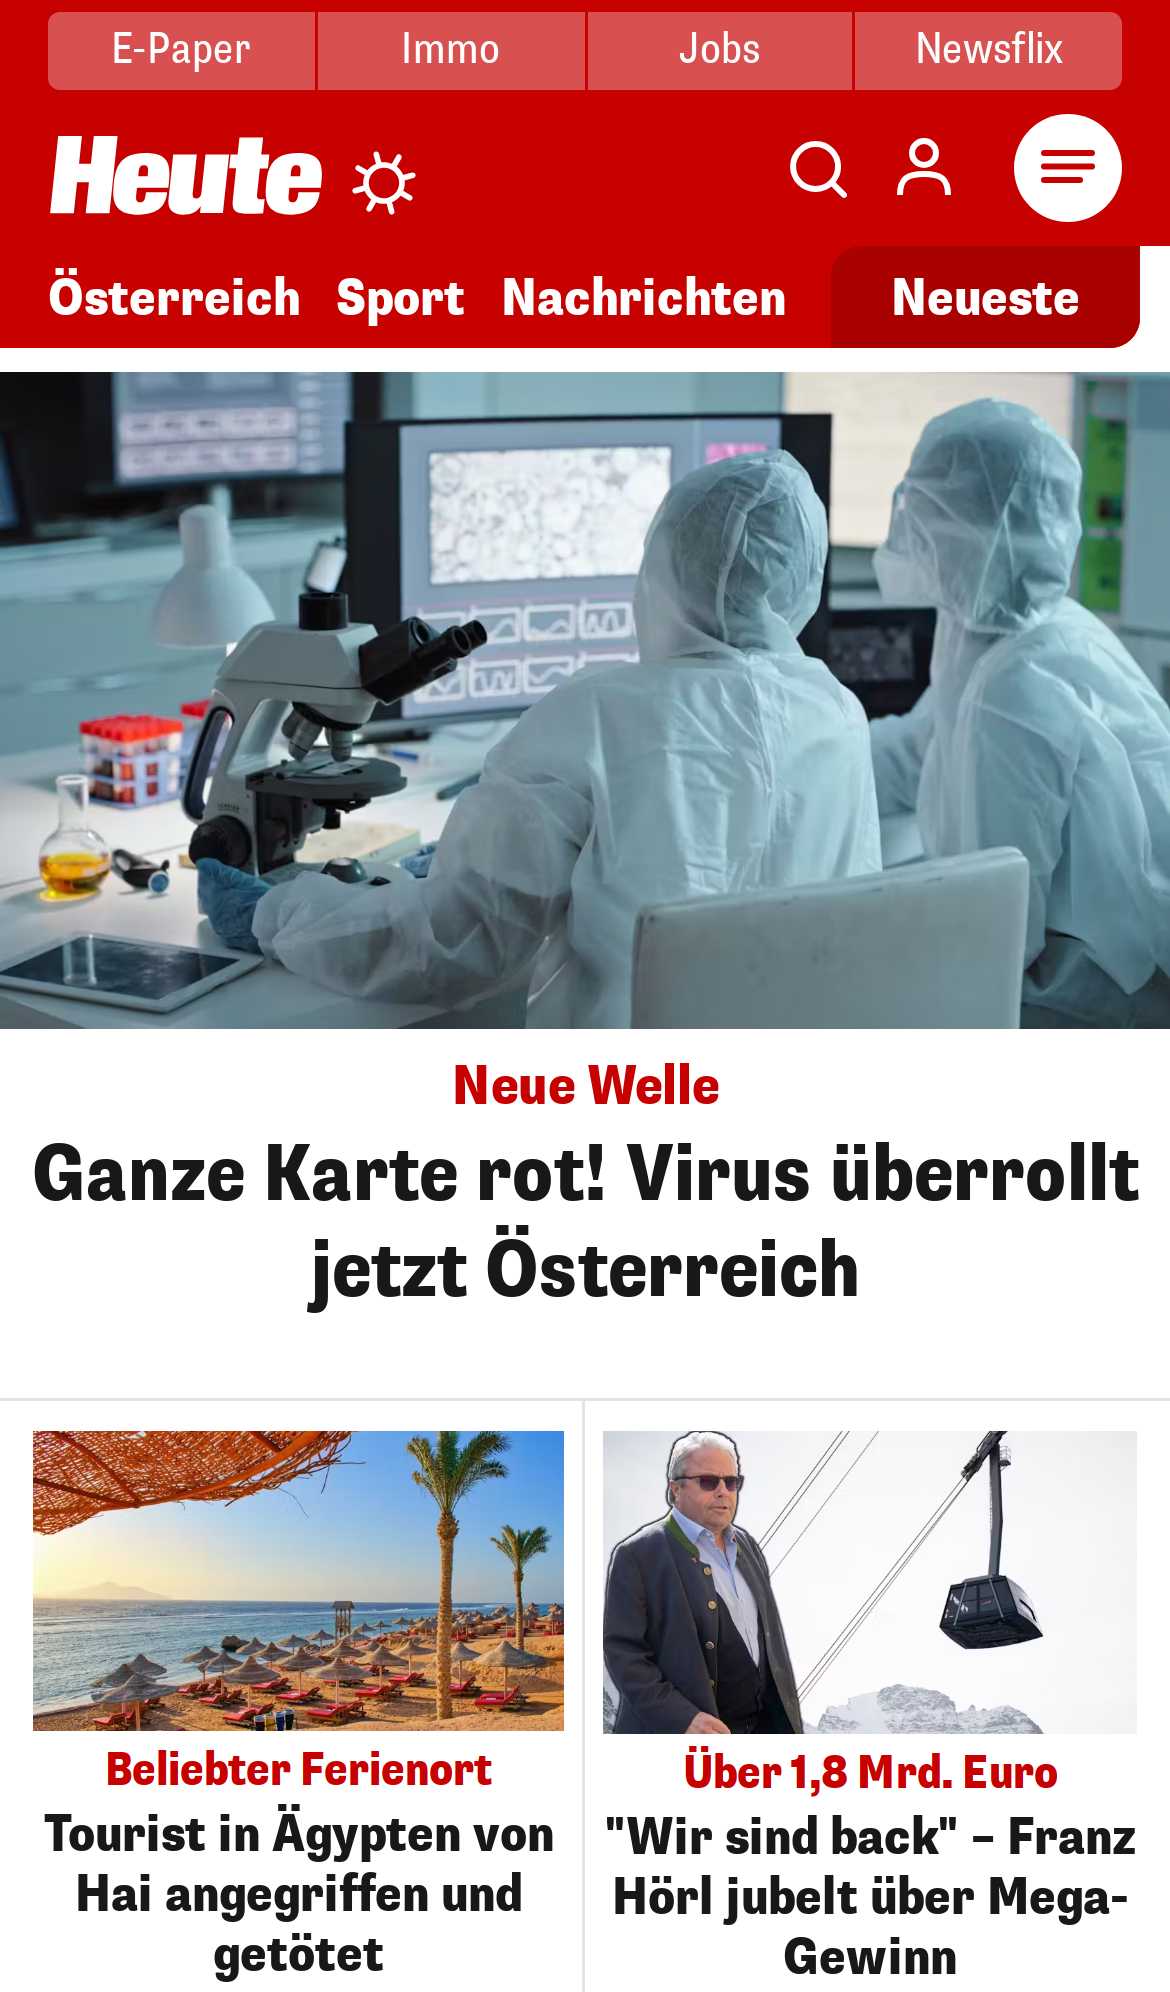 E-Paper Immo Jobs Newsflix
Heute
Österreich Sport Nachrichten Neueste
Neue Welle
Ganze Karte rot! Virus überrollt
jetzt Österreich
Beliebter Ferienort
Tourist in Ägypten von
Hai angegriffen und
getötet
Über 1,8 Mrd. Euro
"Wir sind back" – Franz
Hörl jubelt über Mega-
Gewinn